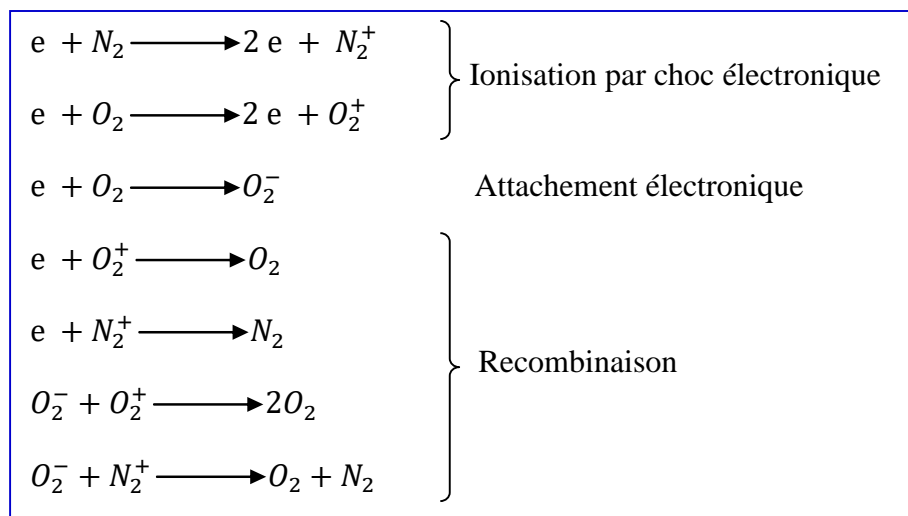 e + N₂ ⟶ 2 e + N₂⁺
Ionisation par choc électronique
e + O₂ ⟶ 2 e + O₂⁺
e + O₂ ⟶ O₂⁻ Attachement électronique
e + O₂⁺ ⟶ O₂
e + N₂⁺ ⟶ N₂
Recombinaison
O₂⁻ + O₂⁺ ⟶ 2O₂
O₂⁻ + N₂⁺ ⟶ O₂ + N₂